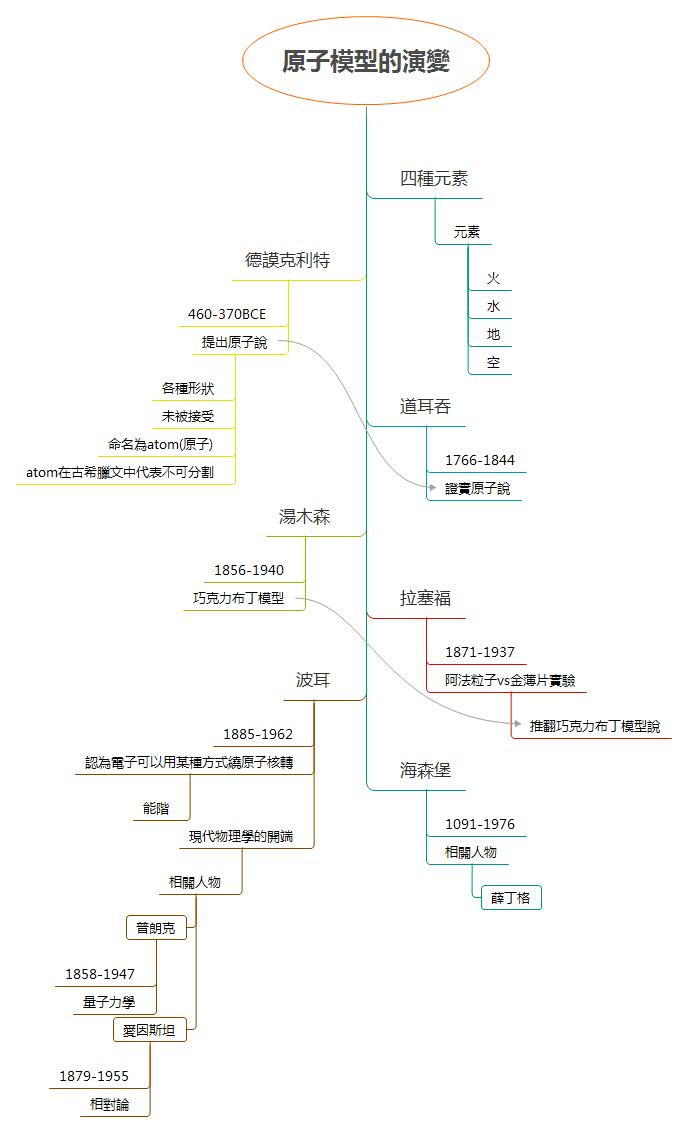 原子模型的演變
四種元素
元素
火
水
地
空
德謨克利特
460-370BCE
提出原子說
各種形狀
未被接受
命名為atom(原子)
atom在古希臘文中代表不可分割
道耳吞
1766-1844
證實原子說
湯木森
1856-1940
巧克力布丁模型
拉塞福
1871-1937
阿法粒子vs金薄片實驗
推翻巧克力布丁模型說
波耳
1885-1962
認為電子可以用某種方式繞原子核轉
能階
現代物理學的開端
相關人物
普朗克
1858-1947
量子力學
愛因斯坦
1879-1955
相對論
海森堡
1091-1976
相關人物
薛丁格